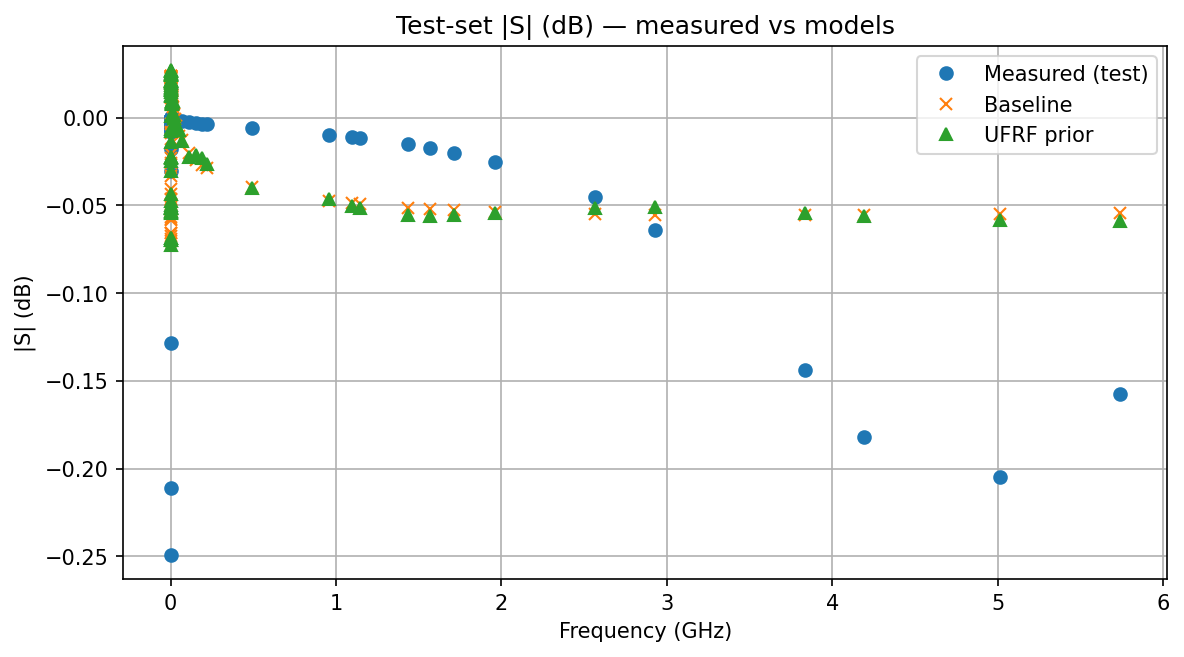 Test-set |S| (dB) — measured vs models
Measured (test)
Baseline
UFRF prior
|S| (dB)
0.00
−0.05
−0.10
−0.15
−0.20
−0.25
0 1 2 3 4 5 6
Frequency (GHz)